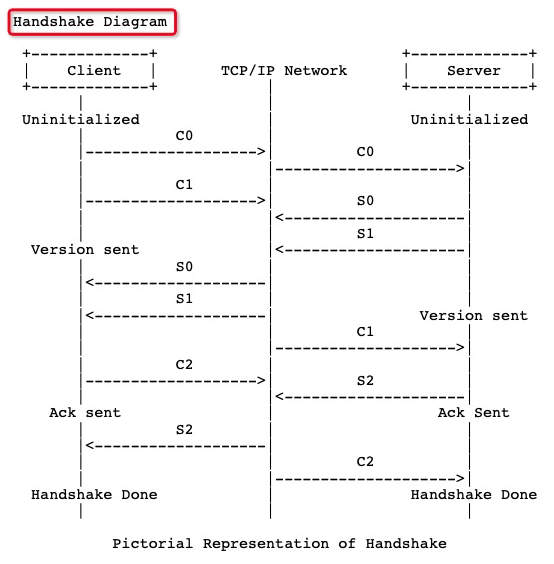 Handshake Diagram
+-------------+ +-------------+
| Client | TCP/IP Network | Server |
+-------------+ +-------------+
Uninitialized Uninitialized
C0
C0
C1
S0
S1
Version sent
S0
S1
Version sent
C1
C2
S2
Ack sent Ack Sent
S2
C2
Handshake Done Handshake Done
Pictorial Representation of Handshake